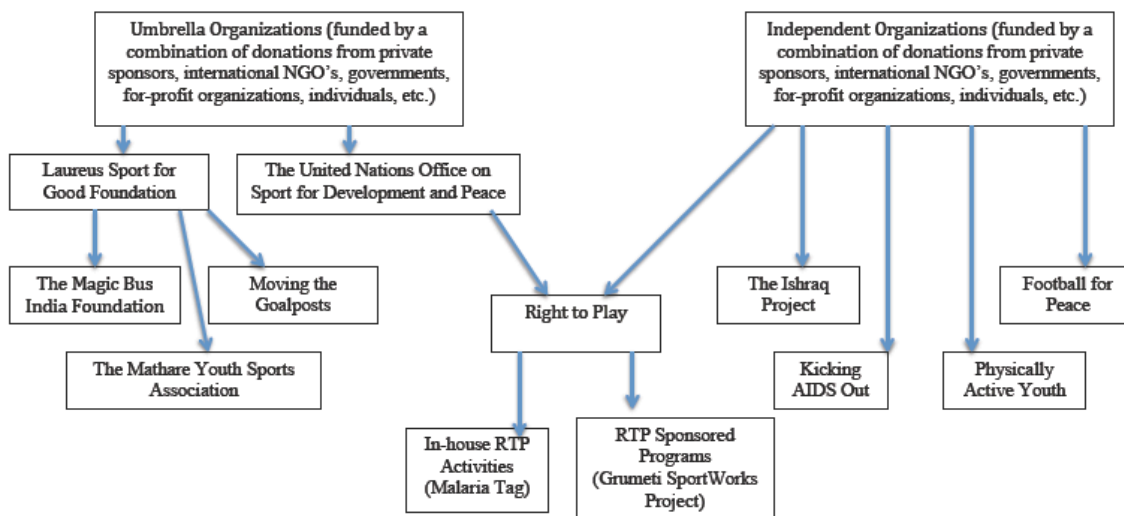 Umbrella Organizations (funded by a
combination of donations from private
sponsors, international NGO's, governments,
for-profit organizations, individuals, etc.)
Independent Organizations (funded by a
combination of donations from private
sponsors, international NGO's, governments,
for-profit organizations, individuals, etc.)
Laureus Sport for
Good Foundation
The United Nations Office on
Sport for Development and Peace
The Magic Bus
India Foundation
Moving the
Goalposts
Right to Play
The Ishraq
Project
Football for
Peace
The Mathare Youth Sports
Association
Kicking
AIDS Out
Physically
Active Youth
In-house RTP
Activities
(Malaria Tag)
RTP Sponsored
Programs
(Grumeti SportWorks
Project)